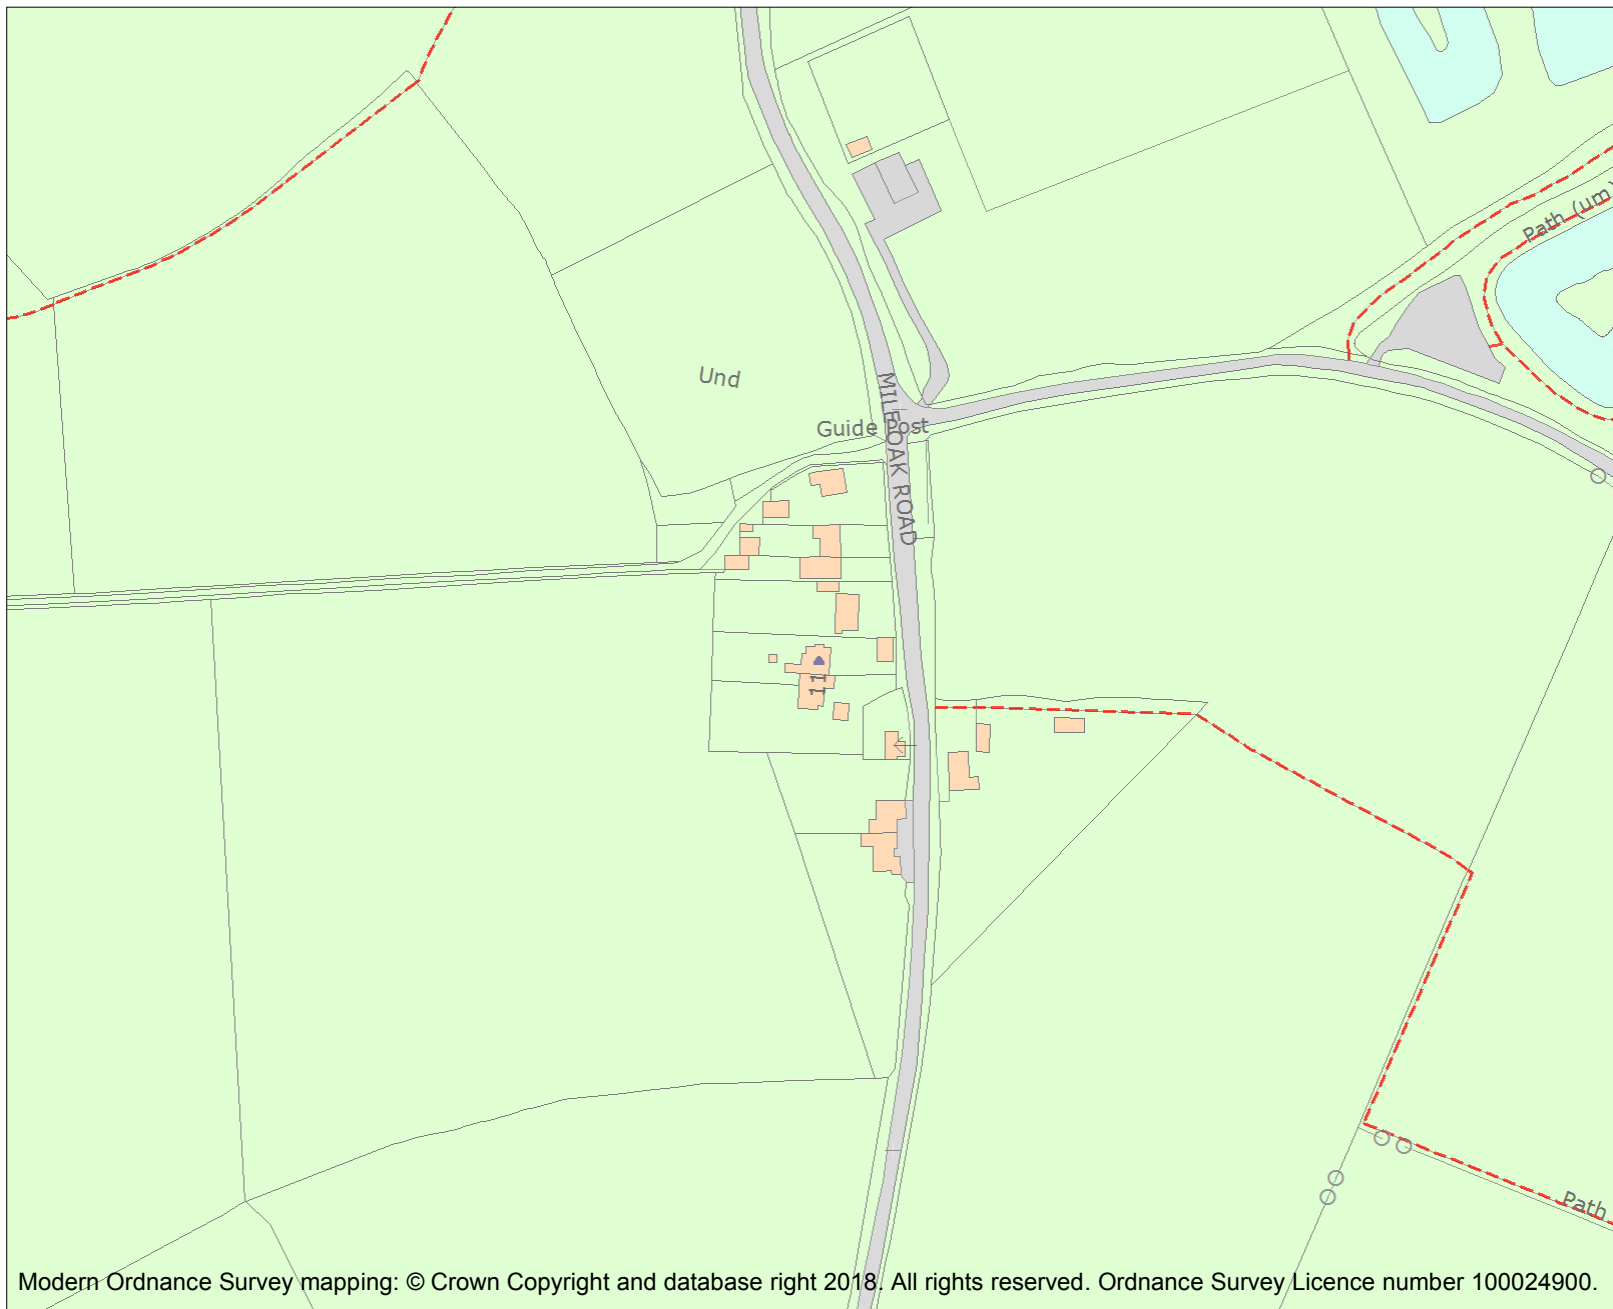 Path (um)
Und
MILE OAK ROAD
Guide Post
11
Path
Modern Ordnance Survey mapping: © Crown Copyright and database right 2018. All rights reserved. Ordnance Survey Licence number 100024900.